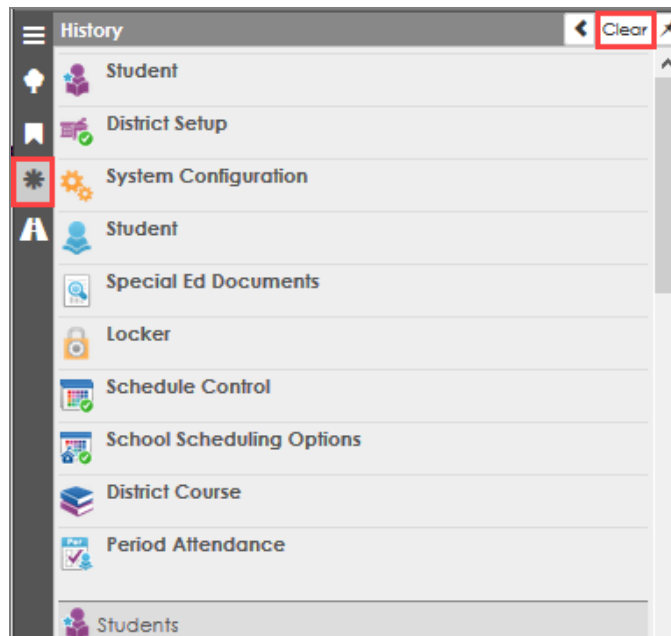 History
Clear
Student
District Setup
System Configuration
Student
Special Ed Documents
Locker
Schedule Control
School Scheduling Options
District Course
Period Attendance
Students